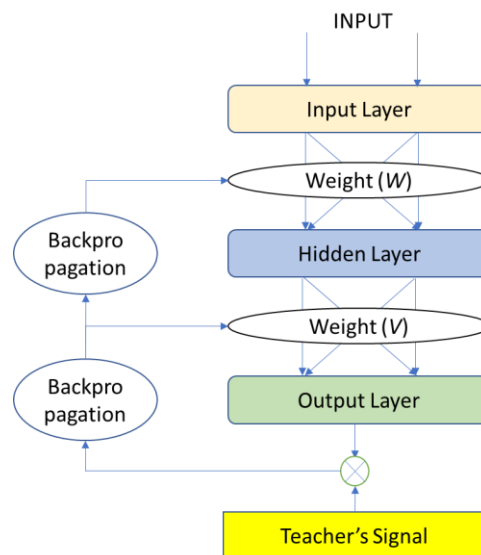 INPUT
Input Layer
Weight (W)
Backpro
pagation
Hidden Layer
Weight (V)
Backpro
pagation
Output Layer
Teacher's Signal